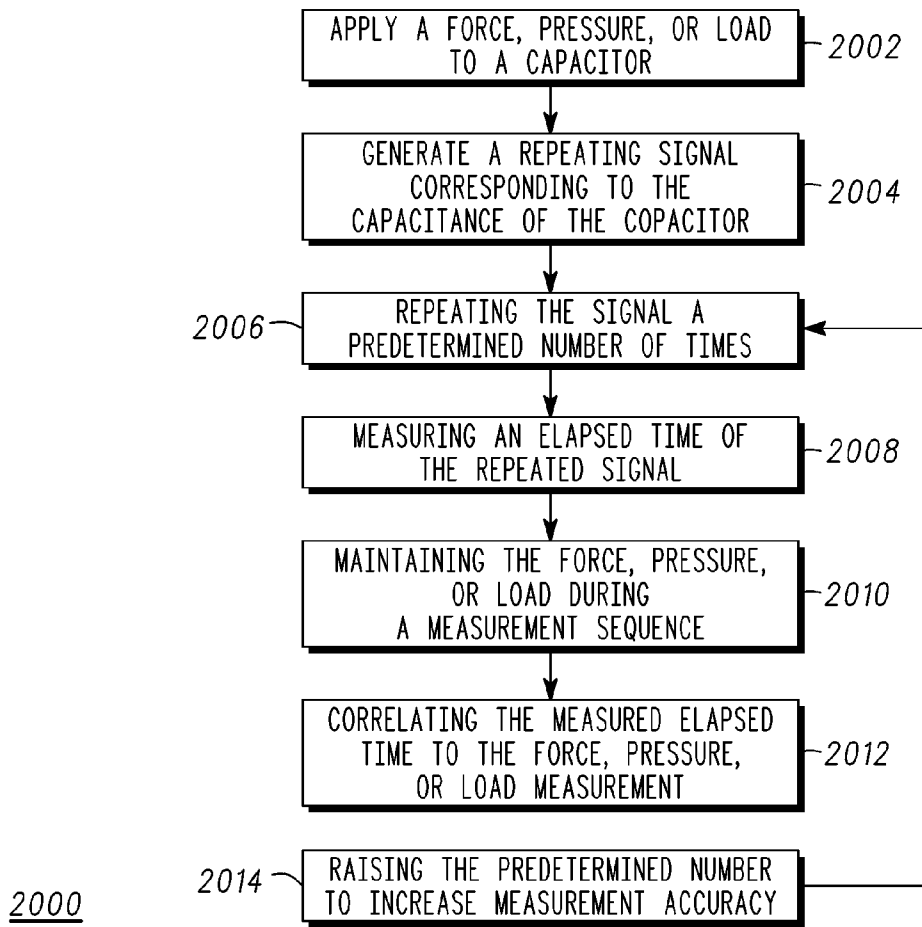 APPLY A FORCE, PRESSURE, OR LOAD
TO A CAPACITOR
2002
GENERATE A REPEATING SIGNAL
CORRESPONDING TO THE
CAPACITANCE OF THE COPACITOR
2004
2006
REPEATING THE SIGNAL A
PREDETERMINED NUMBER OF TIMES
MEASURING AN ELAPSED TIME OF
THE REPEATED SIGNAL
2008
MAINTAINING THE FORCE, PRESSURE,
OR LOAD DURING
A MEASUREMENT SEQUENCE
2010
CORRELATING THE MEASURED ELAPSED
TIME TO THE FORCE, PRESSURE,
OR LOAD MEASUREMENT
2012
2014
RAISING THE PREDETERMINED NUMBER
TO INCREASE MEASUREMENT ACCURACY
2000